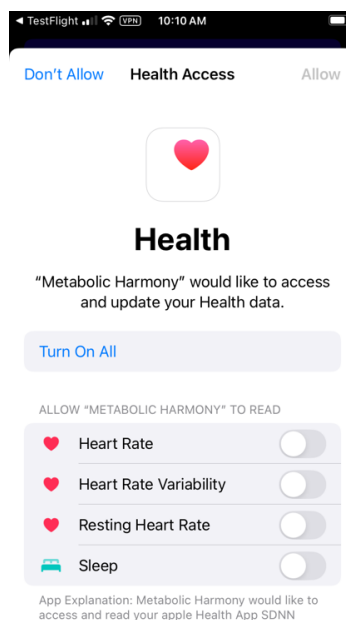 ◀ TestFlight VPN 10:10 AM
Don't Allow Health Access Allow
Health
“Metabolic Harmony” would like to access
and update your Health data.
Turn On All
ALLOW “METABOLIC HARMONY” TO READ
Heart Rate
Heart Rate Variability
Resting Heart Rate
Sleep
App Explanation: Metabolic Harmony would like to
access and read your apple Health App SDNN